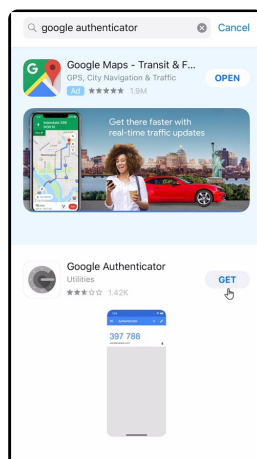 google authenticator
Cancel
Google Maps - Transit & F...
GPS, City Navigation & Traffic
OPEN
Ad 1.9M
Get there faster with
real-time traffic updates
Google Authenticator
Utilities
GET
1.42K
Authenticator
397 788